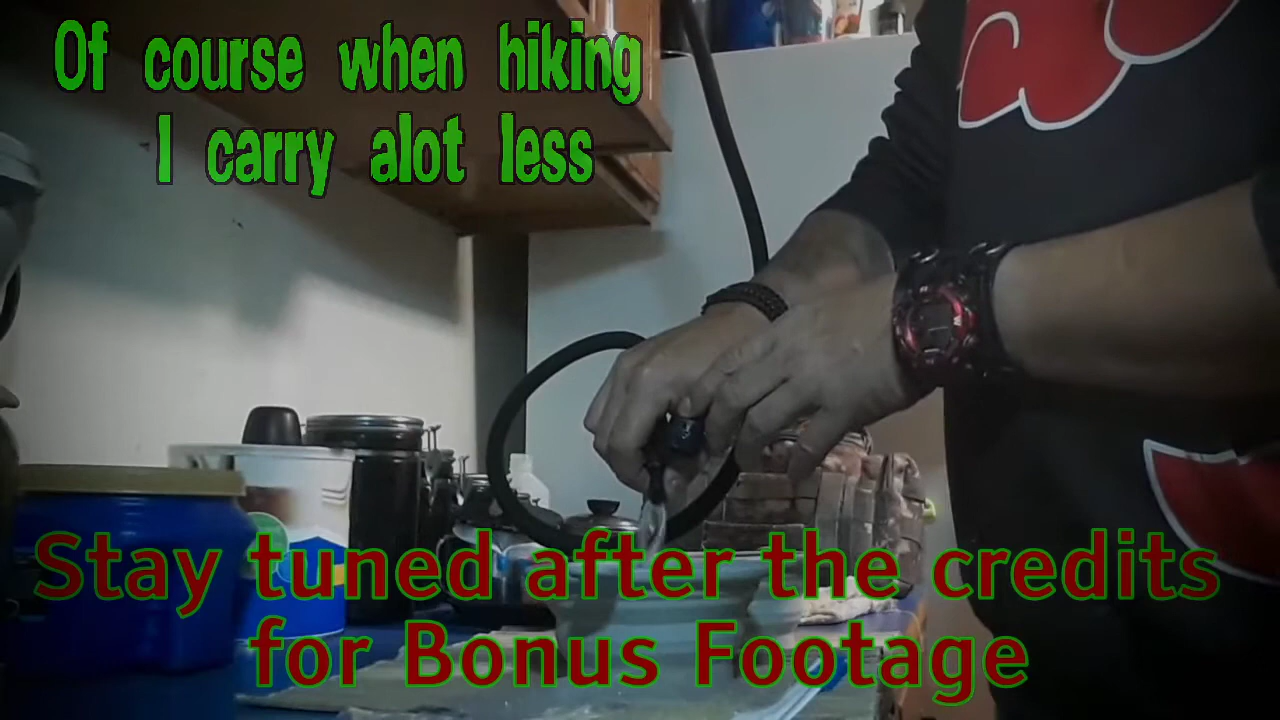 Of course when hiking
I carry alot less
Stay tuned after the credits
for Bonus Footage